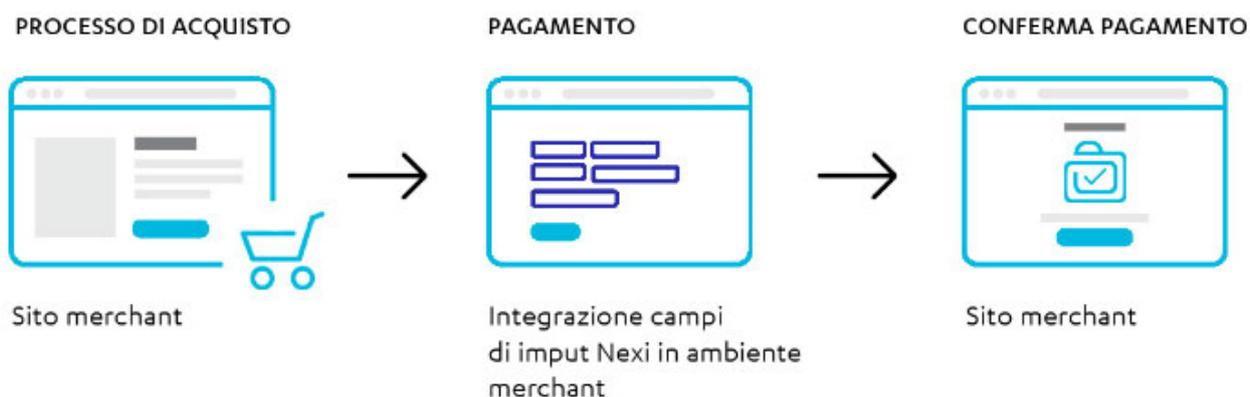 PROCESSO DI ACQUISTO
PAGAMENTO
CONFERMA PAGAMENTO
Sito merchant
Integrazione campi
di imput Nexi in ambiente
merchant
Sito merchant